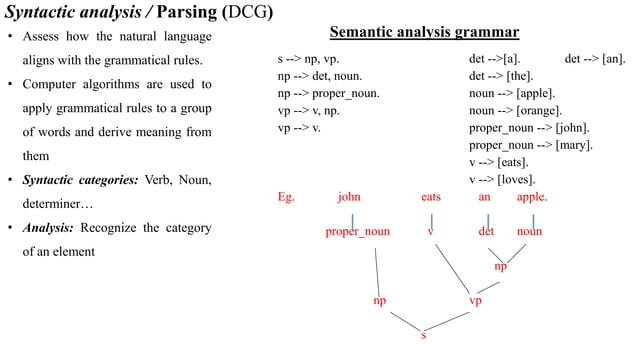 Syntactic analysis / Parsing (DCG)
• Assess how the natural language
aligns with the grammatical rules.
• Computer algorithms are used to
apply grammatical rules to a group
of words and derive meaning from
them
• Syntactic categories: Verb, Noun,
determiner…
• Analysis: Recognize the category
of an element
Semantic analysis grammar
s --> np, vp.
np --> det, noun.
np --> proper_noun.
vp --> v, np.
vp --> v.
det -->[a]. det --> [an].
det --> [the].
noun --> [apple].
noun --> [orange].
proper_noun --> [john].
proper_noun --> [mary].
v --> [eats].
v --> [loves].
Eg. john eats an apple.
proper_noun v det noun
np
np vp
s